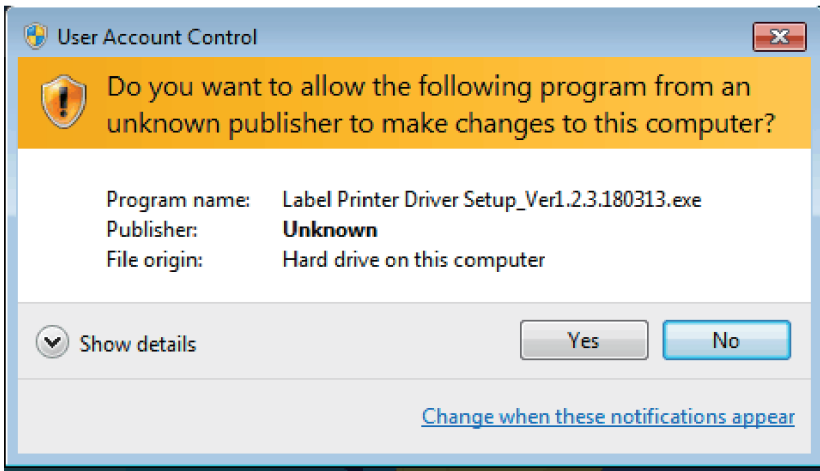 User Account Control
Do you want to allow the following program from an
unknown publisher to make changes to this computer?
Program name: Label Printer Driver Setup_Ver1.2.3.180313.exe
Publisher: Unknown
File origin: Hard drive on this computer
Show details
Yes
No
Change when these notifications appear